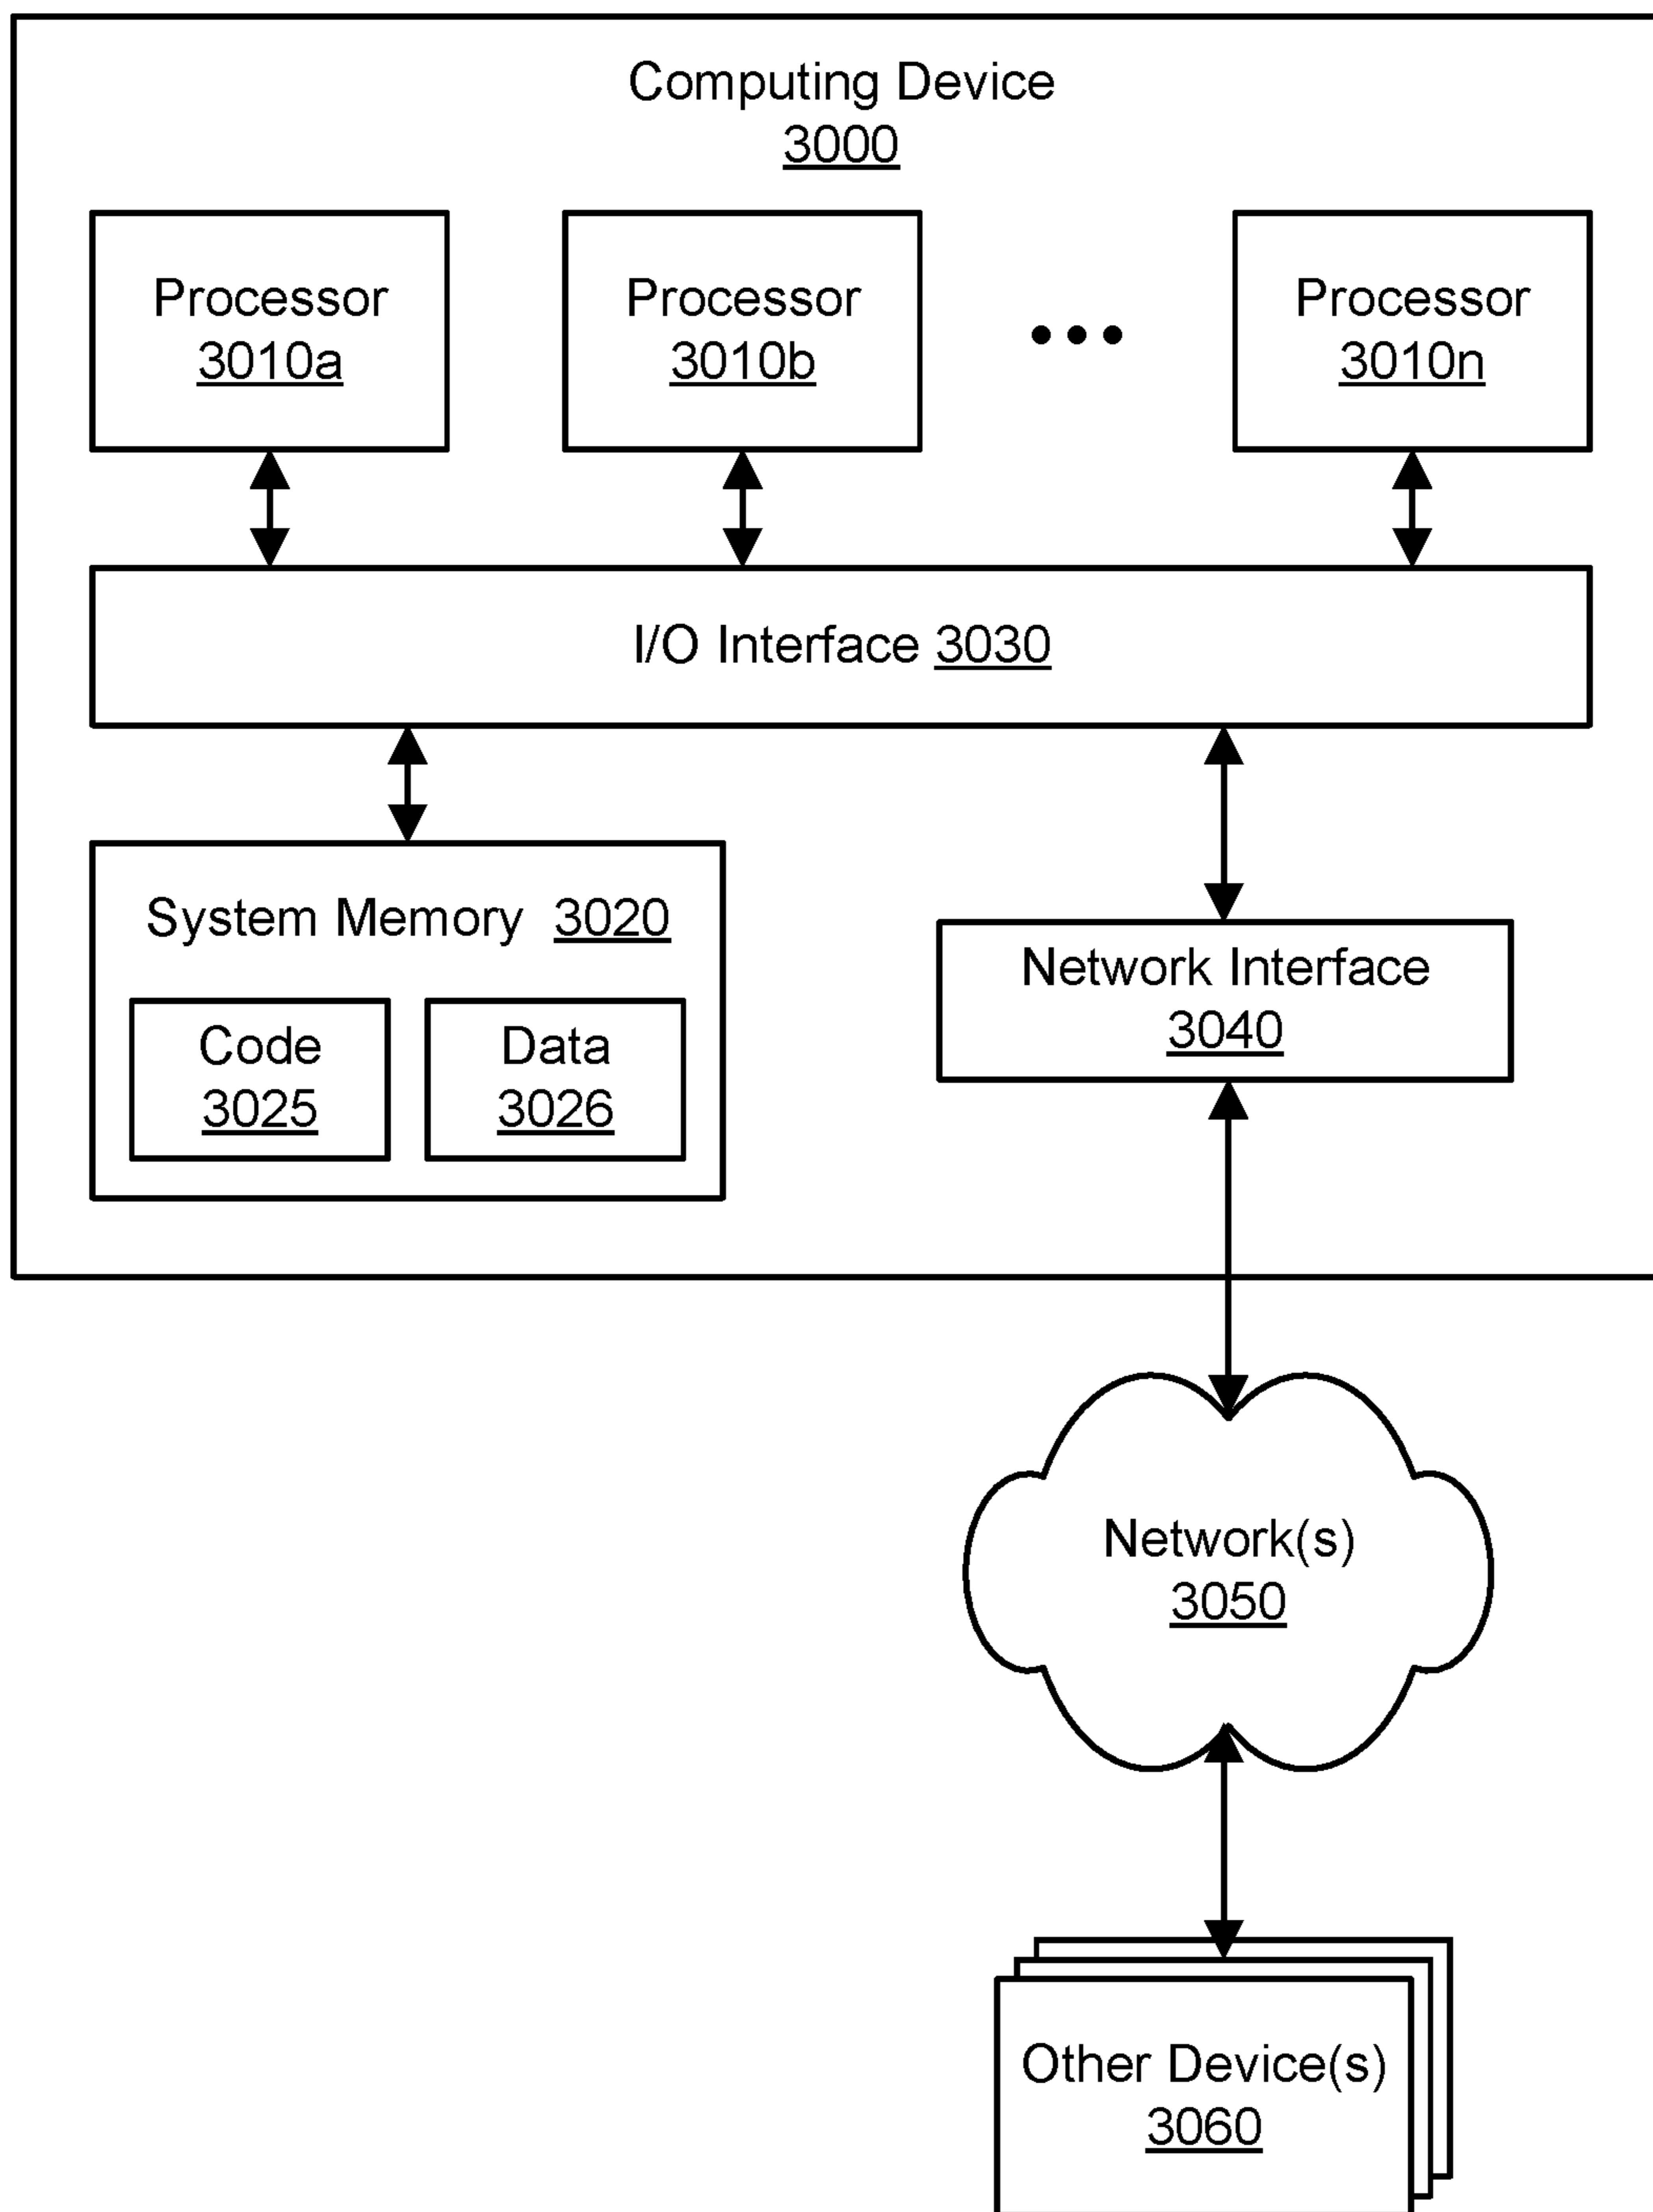 Computing Device
3000
Processor
3010a
Processor
3010b
Processor
3010n
I/O Interface 3030
System Memory 3020
Code
3025
Data
3026
Network Interface
3040
Network(s)
3050
Other Device(s)
3060